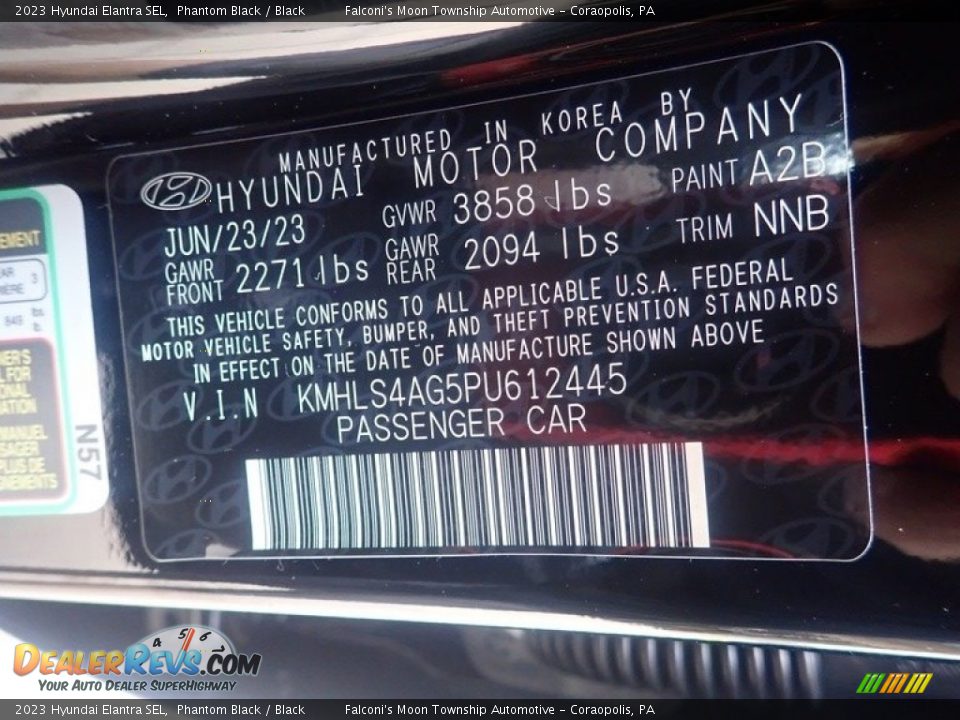 2023 Hyundai Elantra SEL, Phantom Black / Black Falconi's Moon Township Automotive - Coraopolis, PA
MANUFACTURED IN KOREA BY
HYUNDAI MOTOR COMPANY
JUN/23/23 GVWR 3858 lbs PAINT A2B
GAWR FRONT 2271 lbs GAWR REAR 2094 lbs TRIM NNB
THIS VEHICLE CONFORMS TO ALL APPLICABLE U.S.A. FEDERAL
MOTOR VEHICLE SAFETY, BUMPER, AND THEFT PREVENTION STANDARDS
IN EFFECT ON THE DATE OF MANUFACTURE SHOWN ABOVE
V.I.N KMHLS4AG5PU612445
PASSENGER CAR
N57
4 5 6
DEALERREVS.COM
YOUR AUTO DEALER SUPERHIGHWAY
2023 Hyundai Elantra SEL, Phantom Black / Black Falconi's Moon Township Automotive - Coraopolis, PA